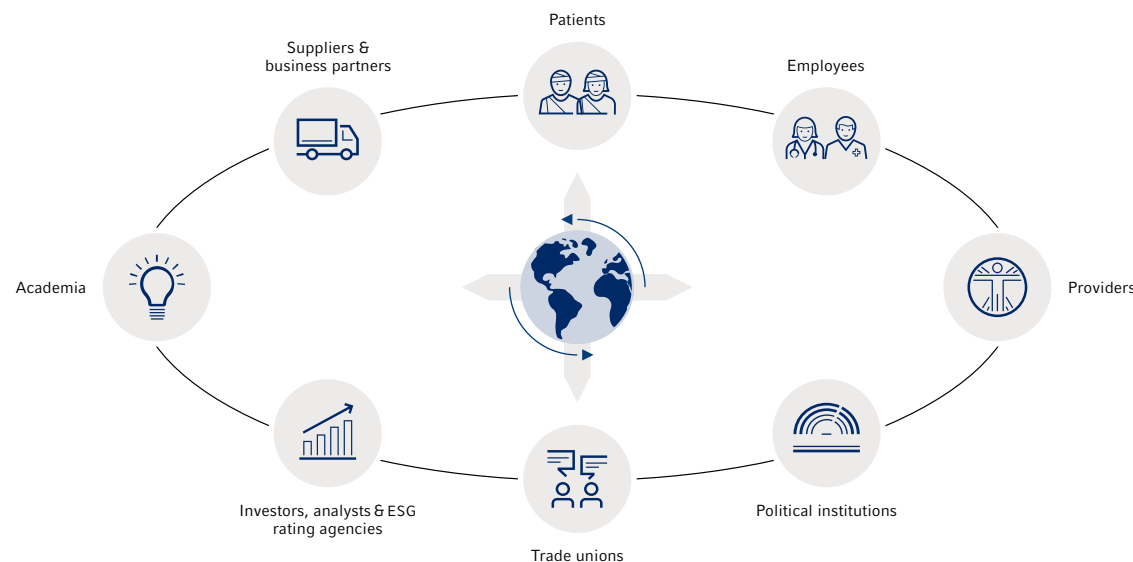 Patients
Suppliers &
business partners
Employees
Academia
Providers
Investors, analysts & ESG
rating agencies
Political institutions
Trade unions